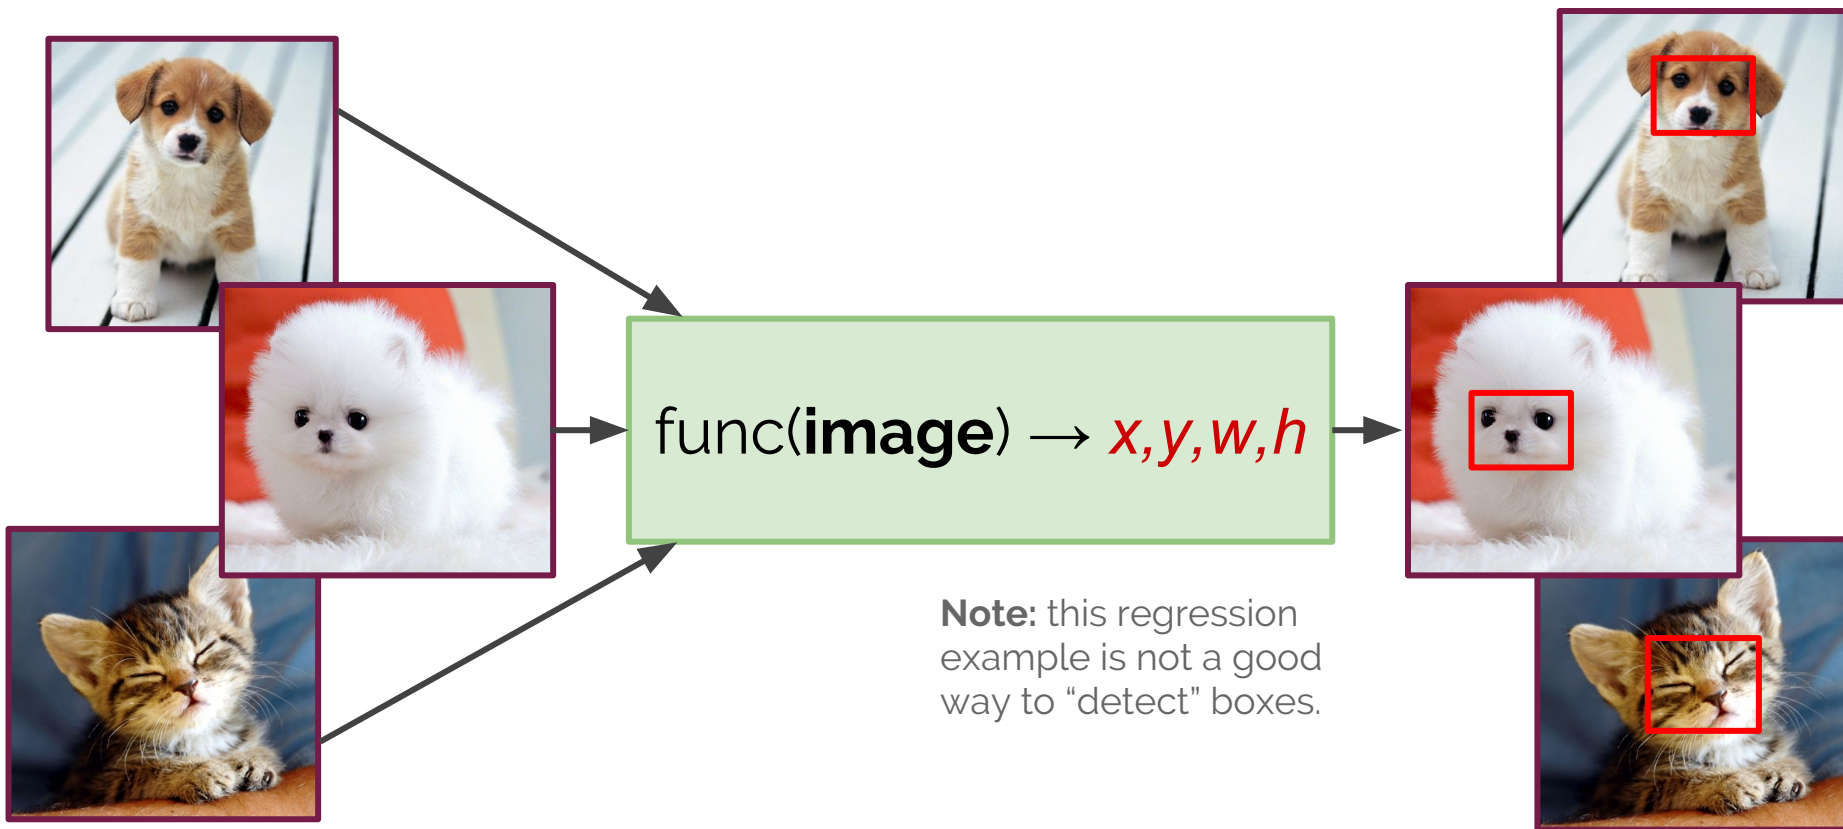 func(image) → x,y,w,h
Note: this regression
example is not a good
way to “detect” boxes.